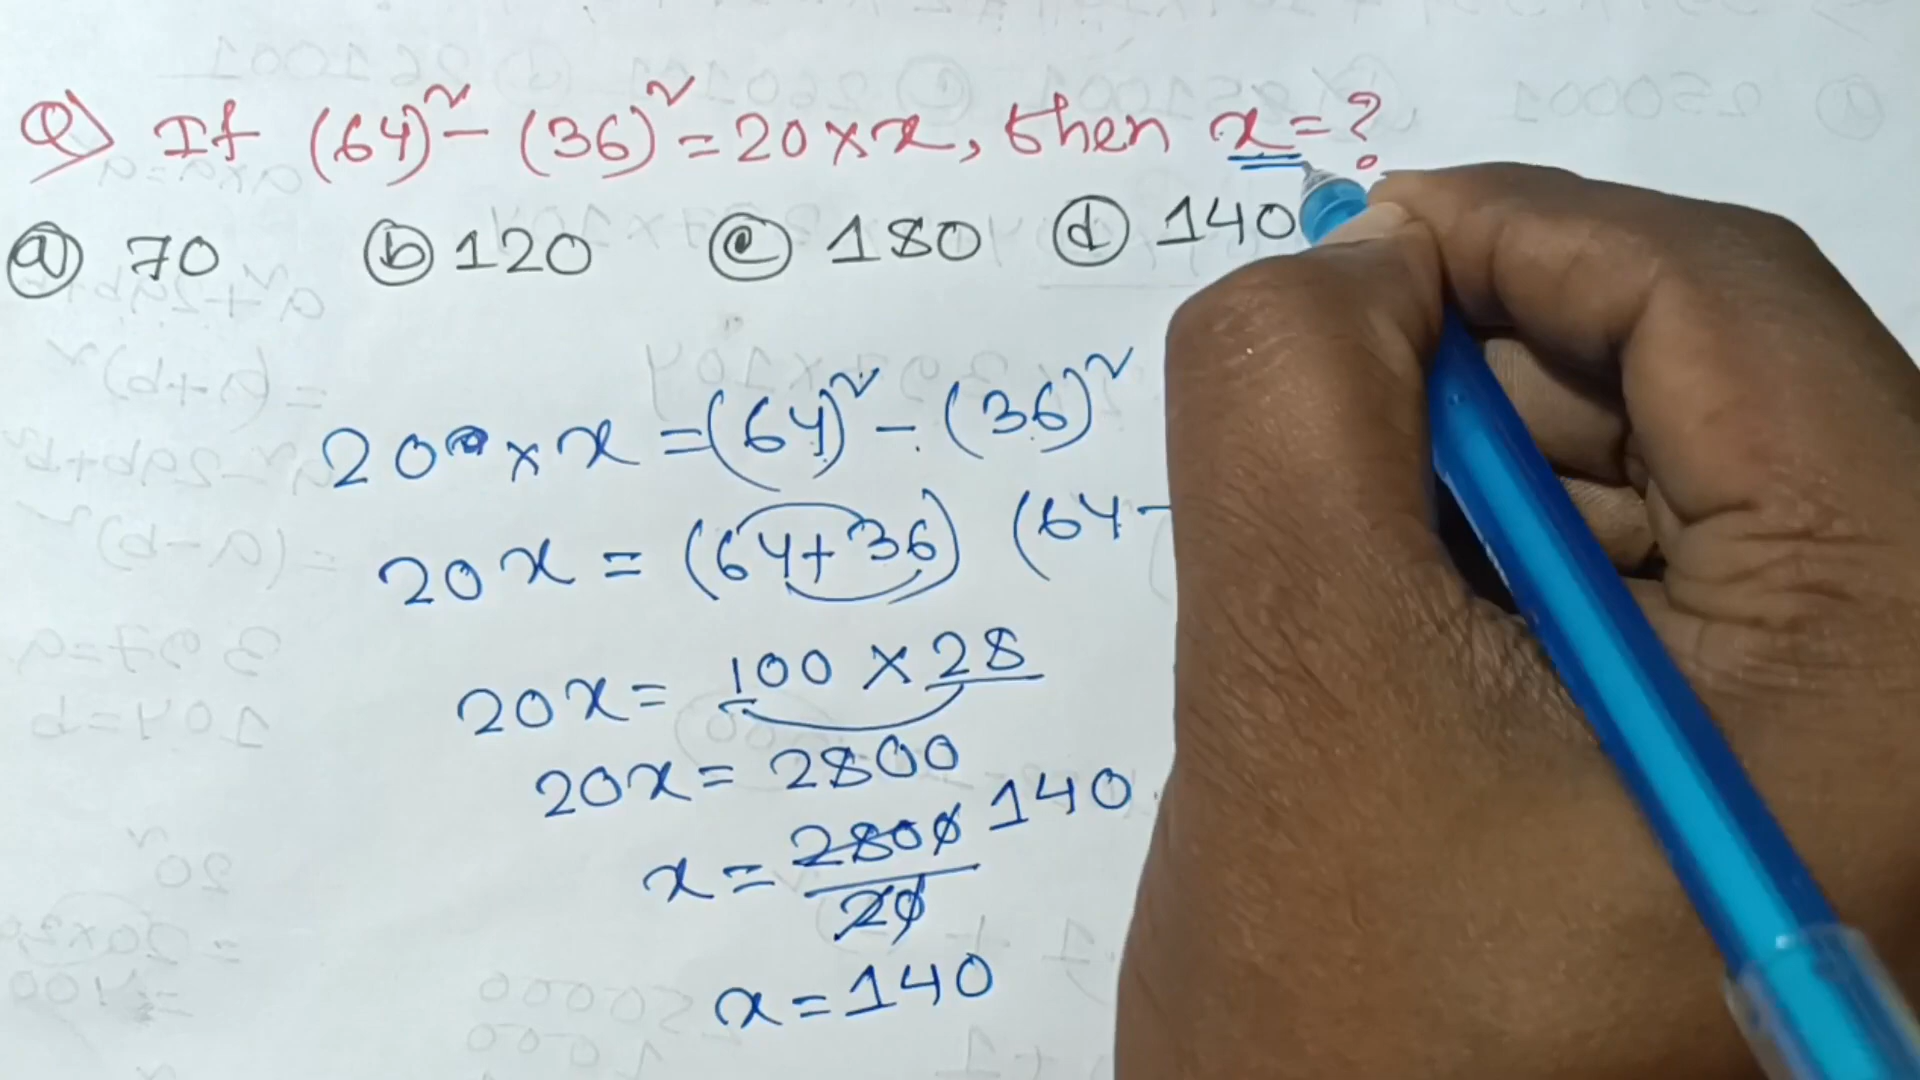 Q) If (64)² - (36)² = 20 × x, then x = ?
(a) 70 (b) 120 (c) 180 (d) 140
20 × x = (64)² - (36)²
20x = (64+36) (64-
20x = 100 × 28
20x = 2800
x = 2800/20 140
x = 140